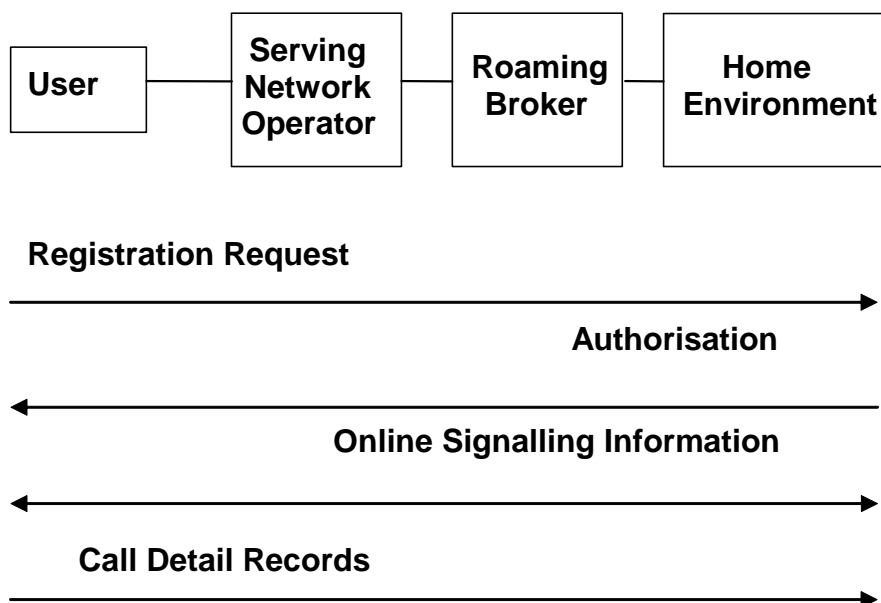 User
Serving
Network
Operator
Roaming
Broker
Home
Environment
Registration Request
Authorisation
Online Signalling Information
Call Detail Records